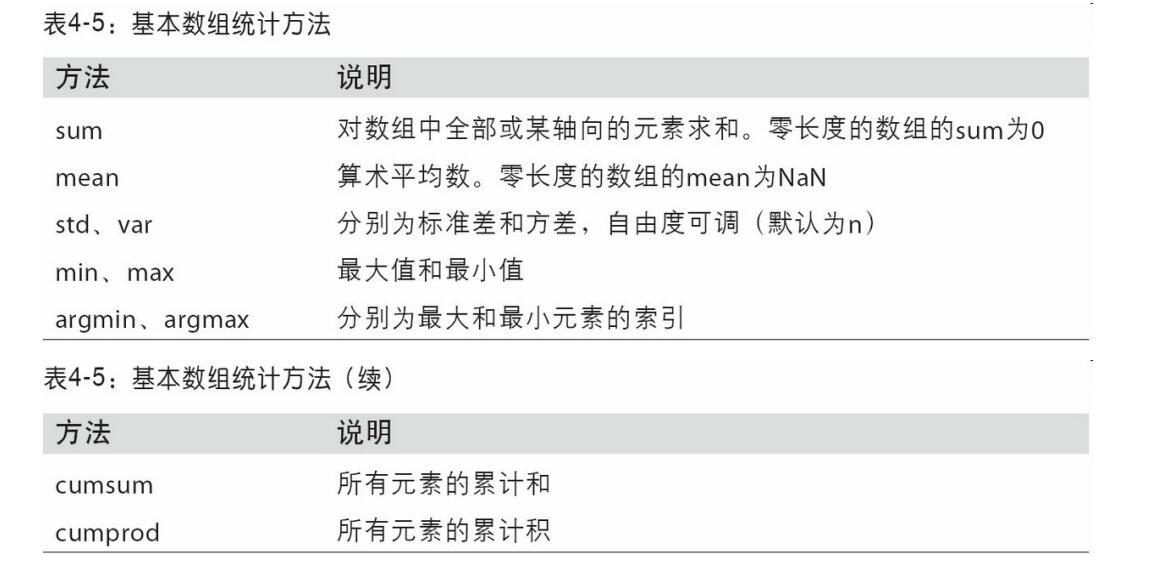 表4-5：基本数组统计方法
方法 说明
sum 对数组中全部或某轴向的元素求和。零长度的数组的sum为0
mean 算术平均数。零长度的数组的mean为NaN
std、var 分别为标准差和方差，自由度可调（默认为n）
min、max 最大值和最小值
argmin、argmax 分别为最大和最小元素的索引
表4-5：基本数组统计方法（续）
方法 说明
cumsum 所有元素的累计和
cumprod 所有元素的累计积